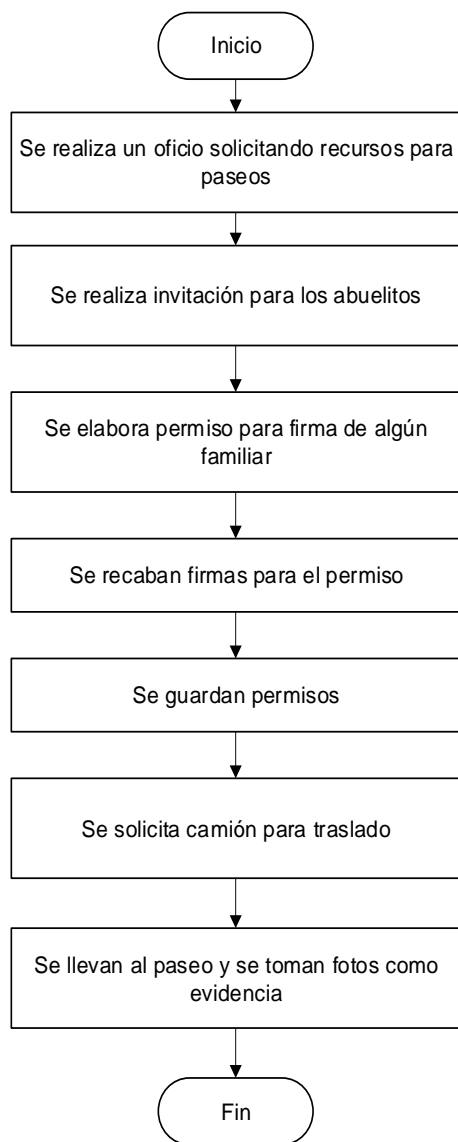 Inicio
Se realiza un oficio solicitando recursos para
paseos
Se realiza invitación para los abuelitos
Se elabora permiso para firma de algún
familiar
Se recaban firmas para el permiso
Se guardan permisos
Se solicita camión para traslado
Se llevan al paseo y se toman fotos como
evidencia
Fin